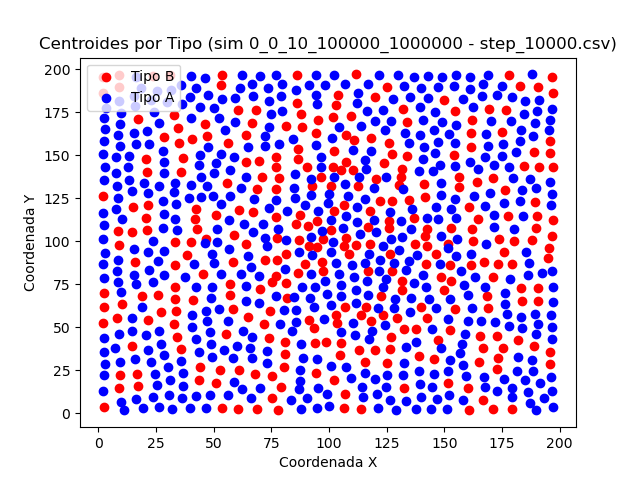 Centroides por Tipo (sim 0_0_10_100000_1000000 - step_10000.csv)
Tipo B
Tipo A
200
175
150
125
100
75
50
25
0
Coordenada Y
0 25 50 75 100 125 150 175 200
Coordenada X